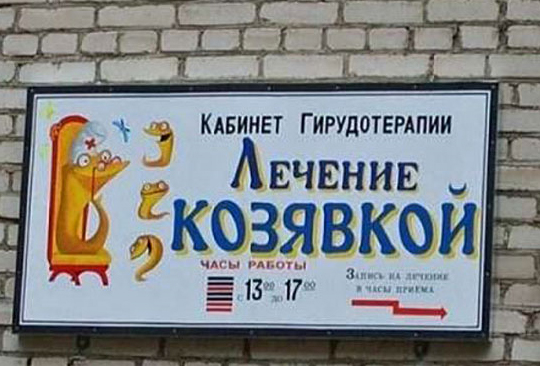 Кабинет Гирудотерапии
Лечение
козявкой
часы работы
с 13 00 до 17 00
Запись на лечение
в часы приема